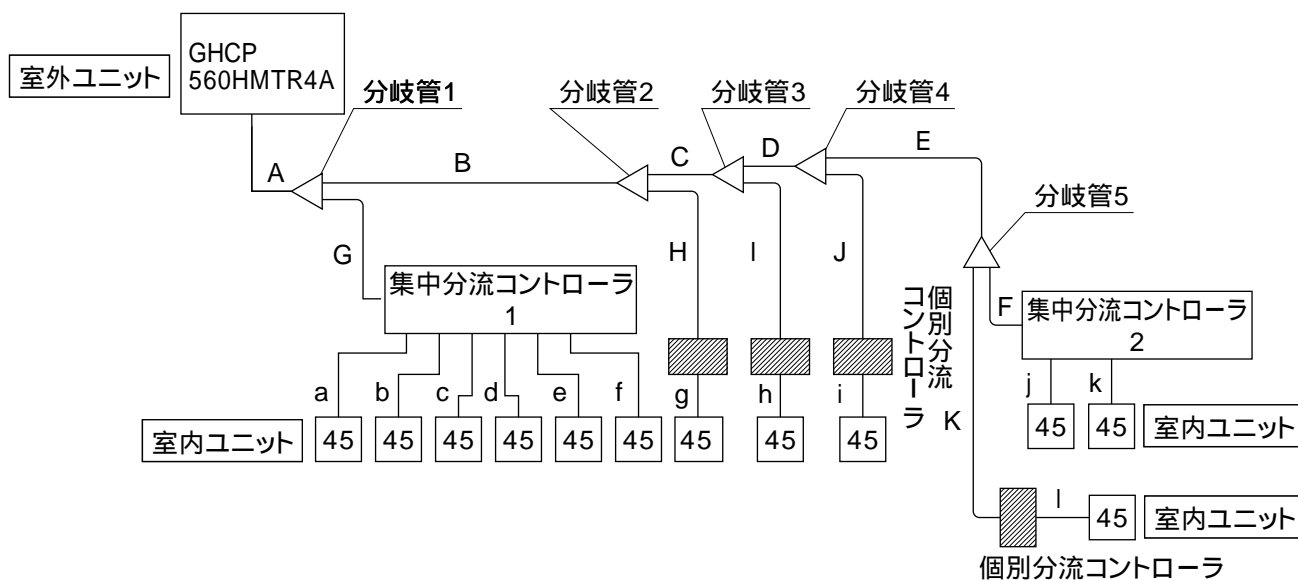 GHCP
560HMTR4A
室外ユニット
分岐管1
分岐管2
分岐管3
分岐管4
A
B
C
D
E
分岐管5
G
H
I
J
K
F
集中分流コントローラ
1
個別分流
コントローラ
集中分流コントローラ
2
a
b
c
d
e
f
g
h
i
j
k
室内ユニット
45
45
45
45
45
45
45
45
45
45
45
室内ユニット
l
45
室内ユニット
個別分流コントローラ